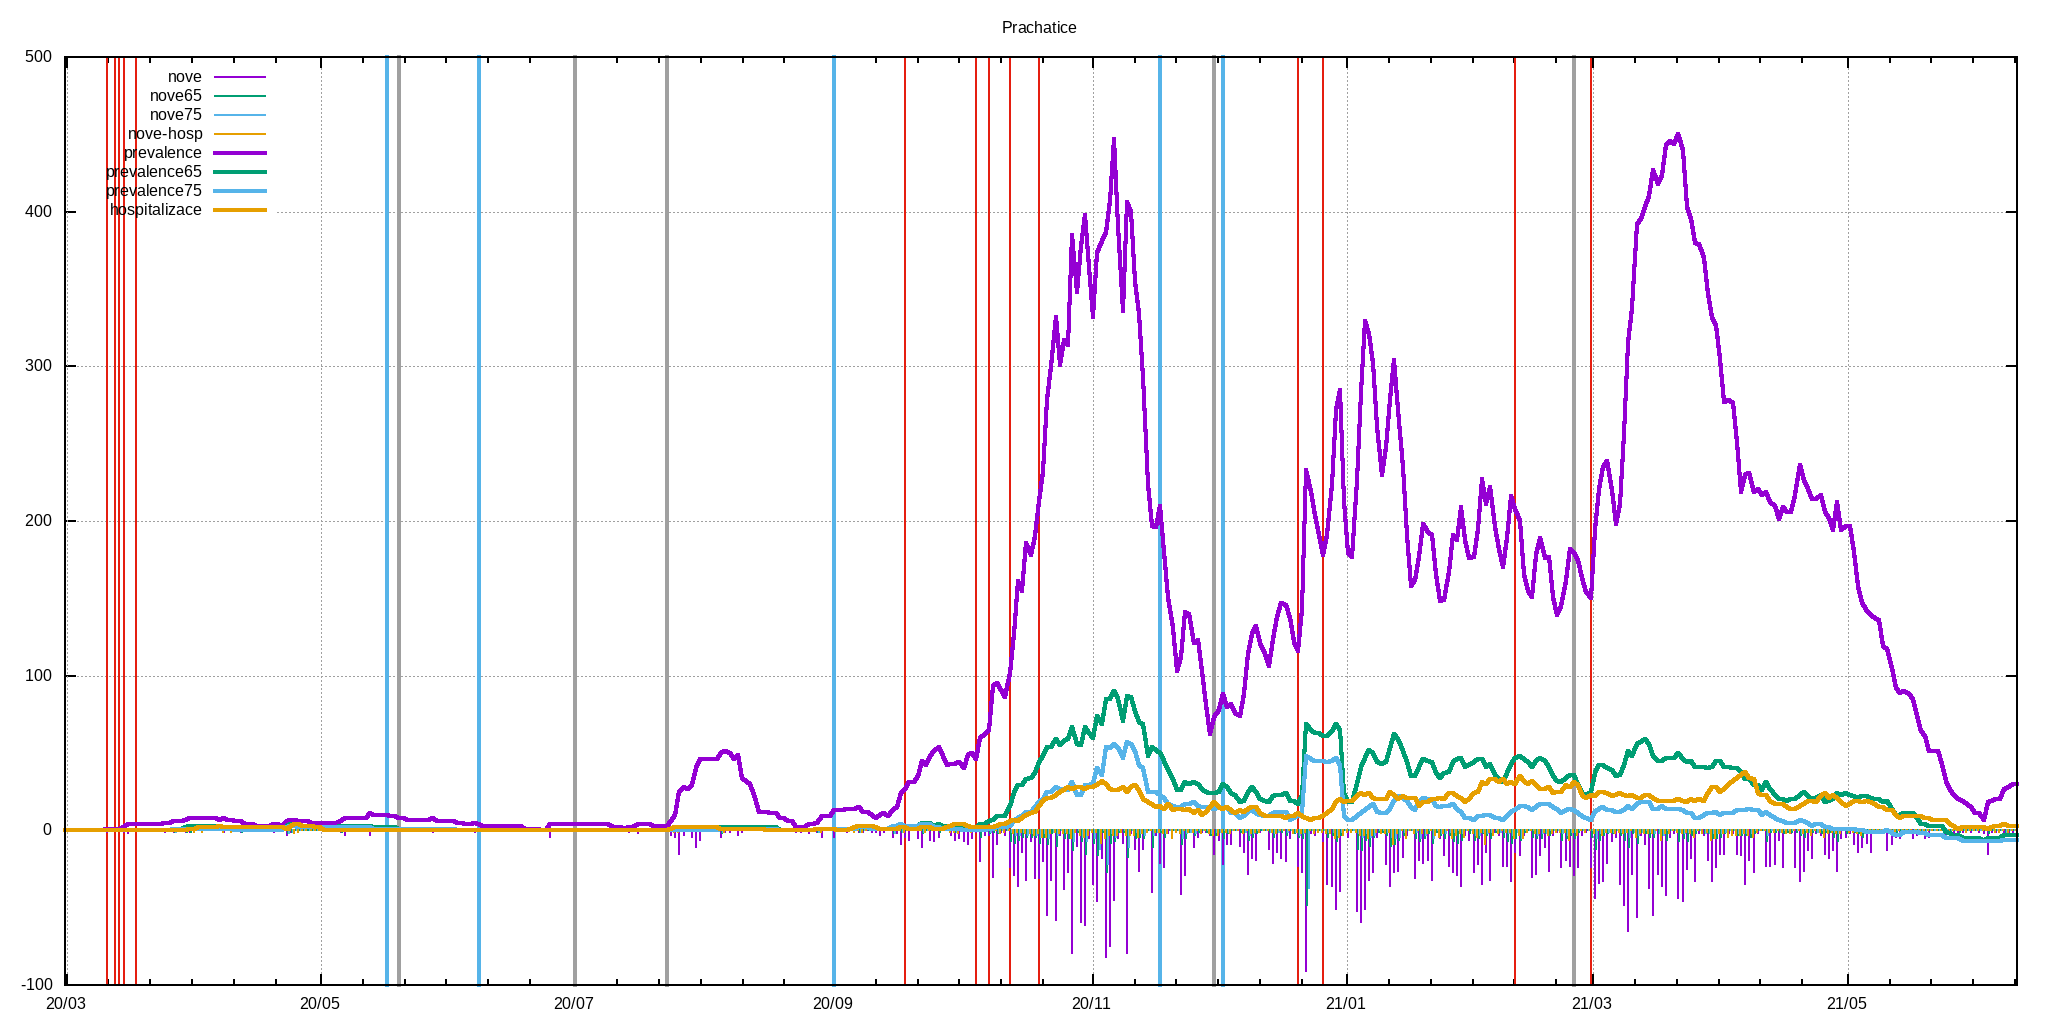 Prachatice
500
nove
nove65
nove75
nove-hosp
prevalence
prevalence65
prevalence75
hospitalizace
400
300
200
100
0
-100
20/03 20/05 20/07 20/09 20/11 21/01 21/03 21/05